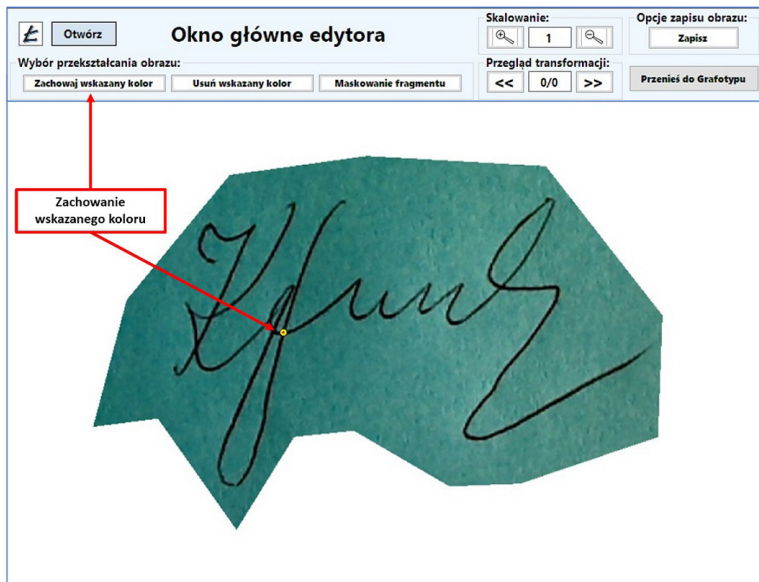 Otwórz
Okno główne edytora
Skalowanie:
1
Opcje zapisu obrazu:
Zapisz
Wybór przekształcania obrazu:
Zachowaj wskazany kolor
Usuń wskazany kolor
Maskowanie fragmentu
Przegląd transformacji:
<<
0/0
>>
Przenieś do Grafotypu
Zachowanie
wskazanego koloru